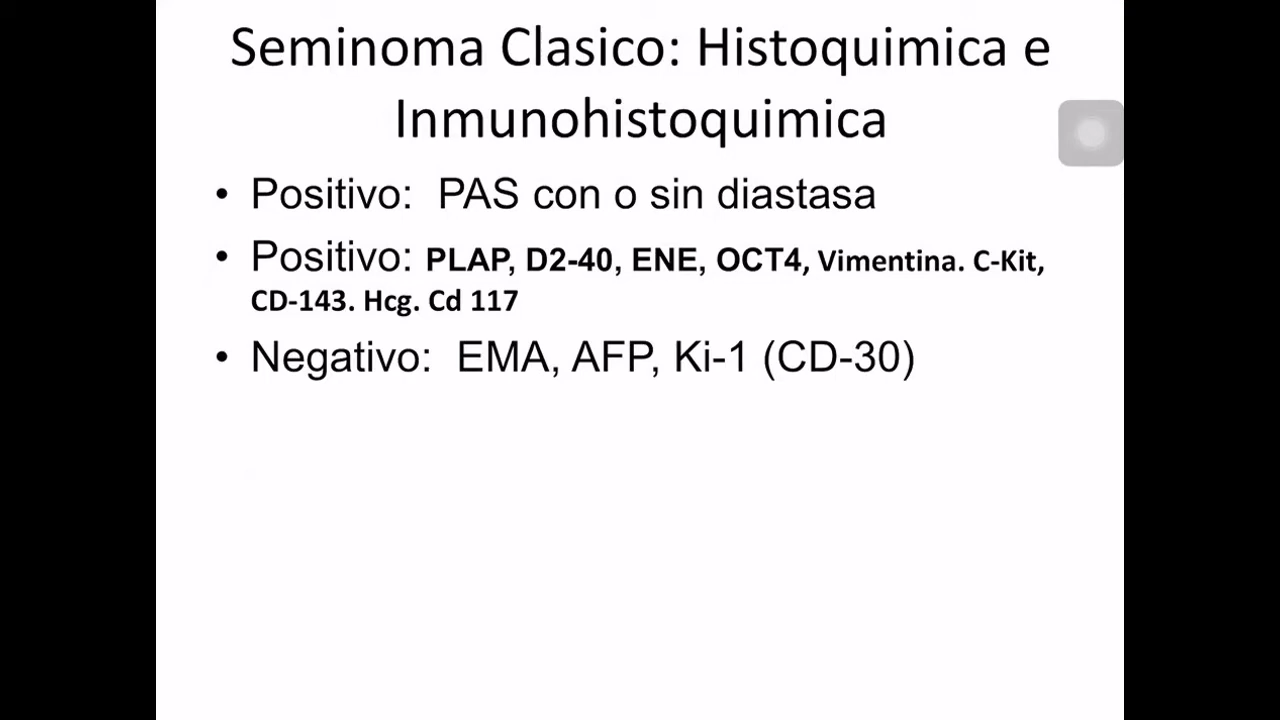 Seminoma Clasico: Histoquimica e
Inmunohistoquimica
• Positivo: PAS con o sin diastasa
• Positivo: PLAP, D2-40, ENE, OCT4, Vimentina. C-Kit,
CD-143. Hcg. Cd 117
• Negativo: EMA, AFP, Ki-1 (CD-30)